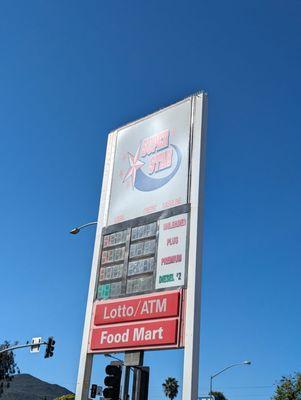 SUPER
STAR
UNLEADED
PLUS
PREMIUM
DIESEL #2
Lotto/ATM
Food Mart